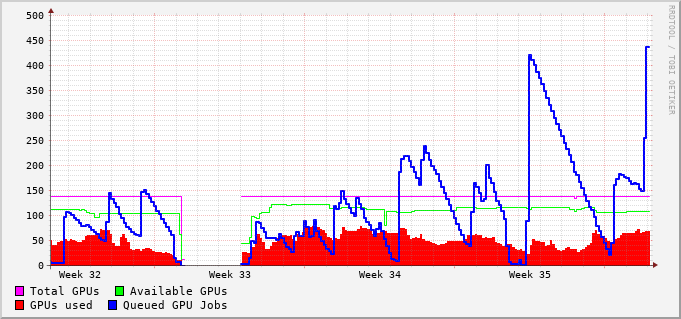 500
450
400
350
300
250
200
150
100
50
0
Week 32 Week 33 Week 34 Week 35
Total GPUs Available GPUs
GPUs used Queued GPU Jobs
RRDTOOL / TOBI OETIKER